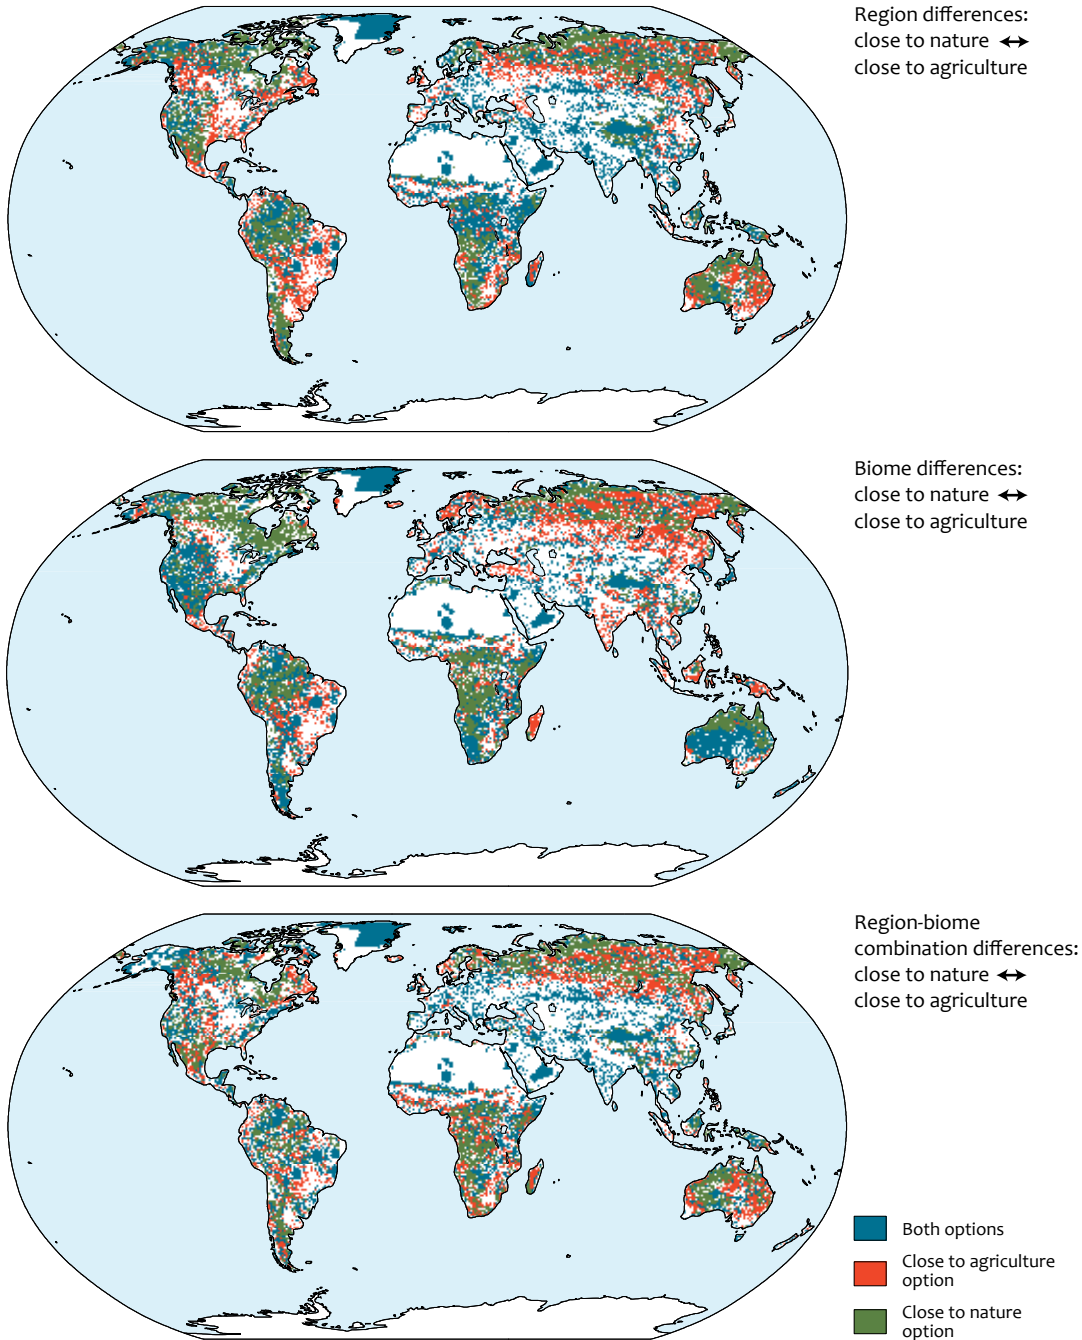 Region differences:
close to nature ↔
close to agriculture
Biome differences:
close to nature ↔
close to agriculture
Region-biome
combination differences:
close to nature ↔
close to agriculture
Both options
Close to agriculture
option
Close to nature
option